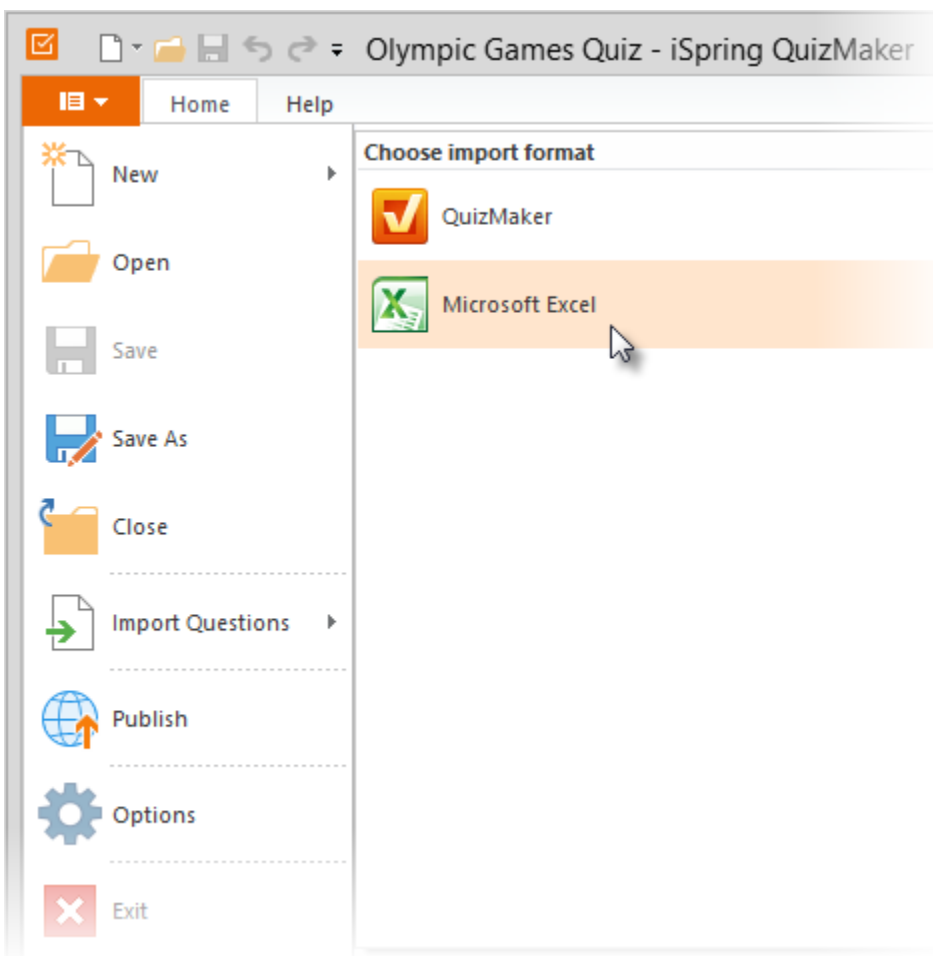 Olympic Games Quiz - iSpring QuizMaker
Home Help
Choose import format
New
QuizMaker
Open
Microsoft Excel
Save
Save As
Close
Import Questions
Publish
Options
Exit